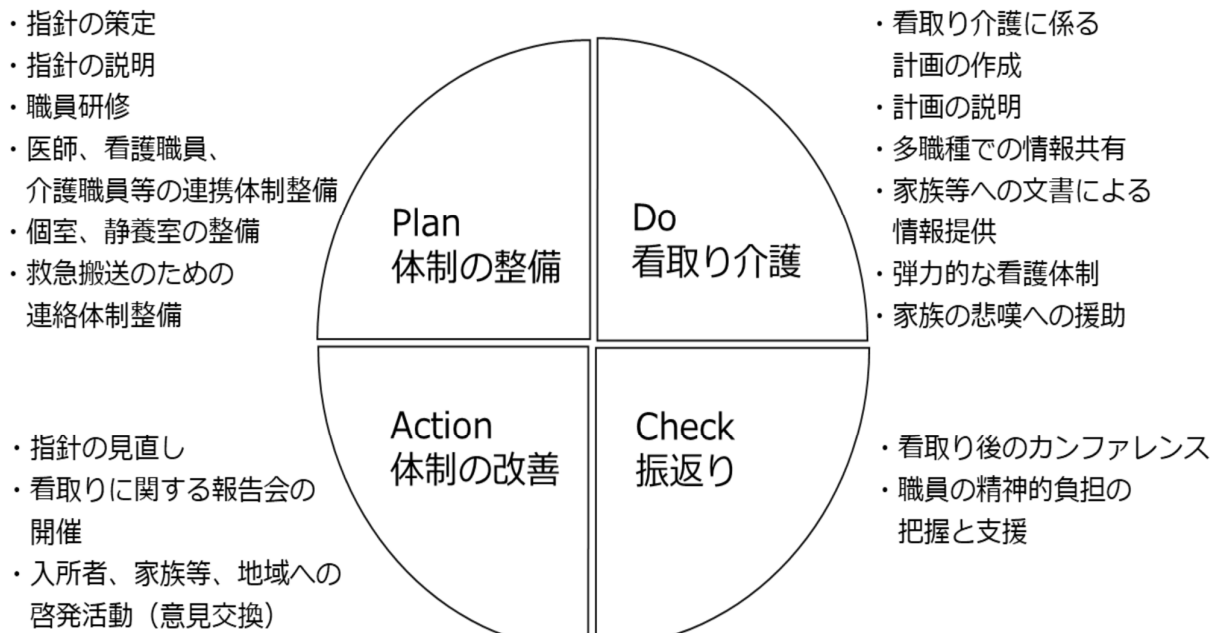 ・指針の策定
・指針の説明
・職員研修
・医師、看護職員、
介護職員等の連携体制整備
・個室、静養室の整備
・救急搬送のための
連絡体制整備
Plan
体制の整備
Do
看取り介護
・看取り介護に係る
計画の作成
・計画の説明
・多職種での情報共有
・家族等への文書による
情報提供
・弾力的な看護体制
・家族の悲嘆への援助
・指針の見直し
・看取りに関する報告会の
開催
・入所者、家族等、地域への
啓発活動（意見交換）
Action
体制の改善
Check
振返り
・看取り後のカンファレンス
・職員の精神的負担の
把握と支援